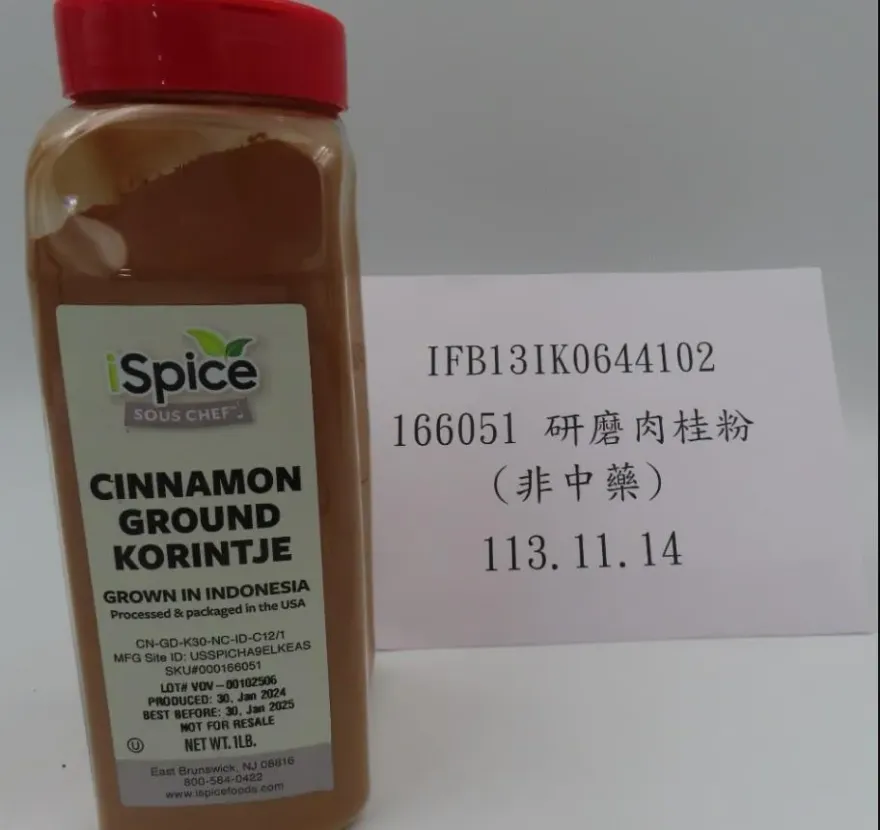 iSpice
SOUS CHEF™
CINNAMON
GROUND
KORINTJE
GROWN IN INDONESIA
Processed & packaged in the USA
CN-GD-K30-NC-ID-C12/1
MFG Site ID: USSPICHA9ELKEAS
SKU#000166051
LOT# VOV-00102506
PRODUCED: 30, Jan 2024
BEST BEFORE: 30, Jan 2025
NOT FOR RESALE
U NET WT. 1LB.
East Brunswick, NJ 08816
800-584-0422
www.ispicefoods.com
IFB13IK0644102
166051 研磨肉桂粉
(非中藥)
113.11.14